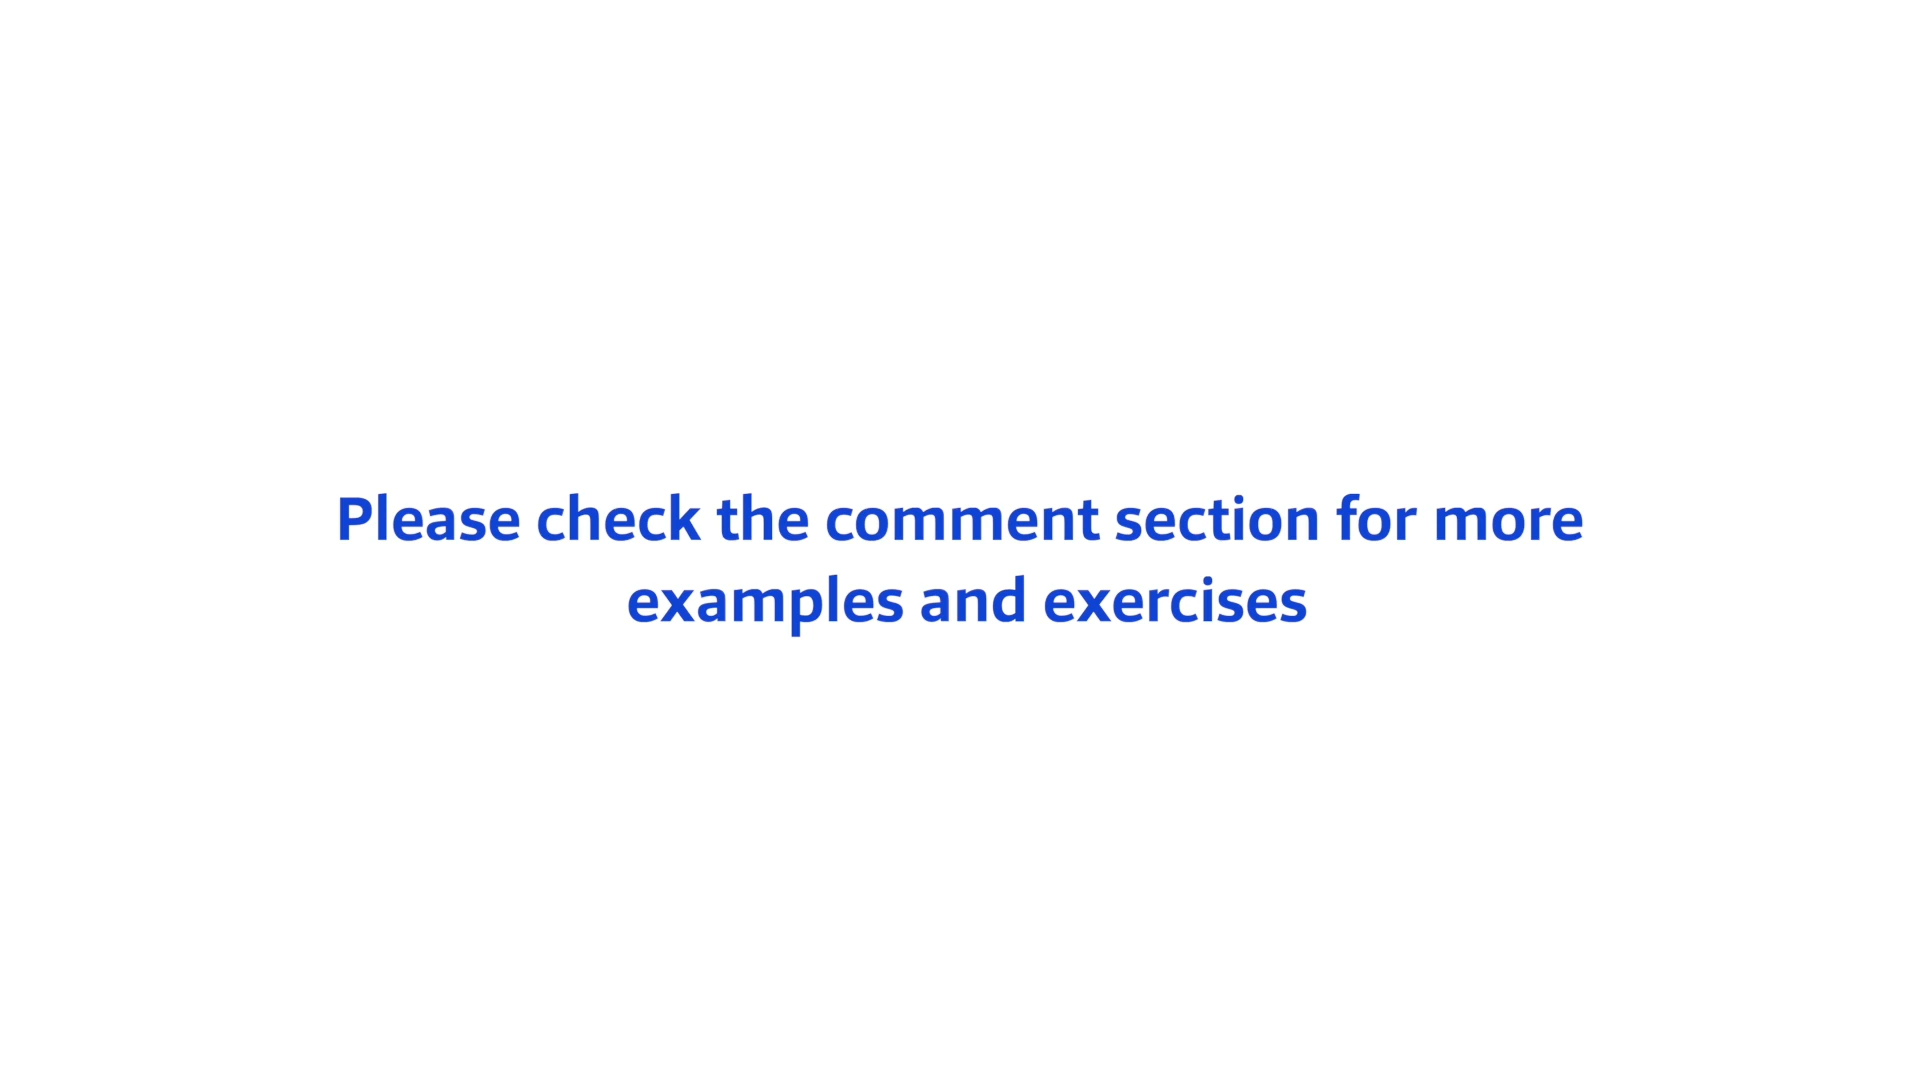 Please check the comment section for more
examples and exercises